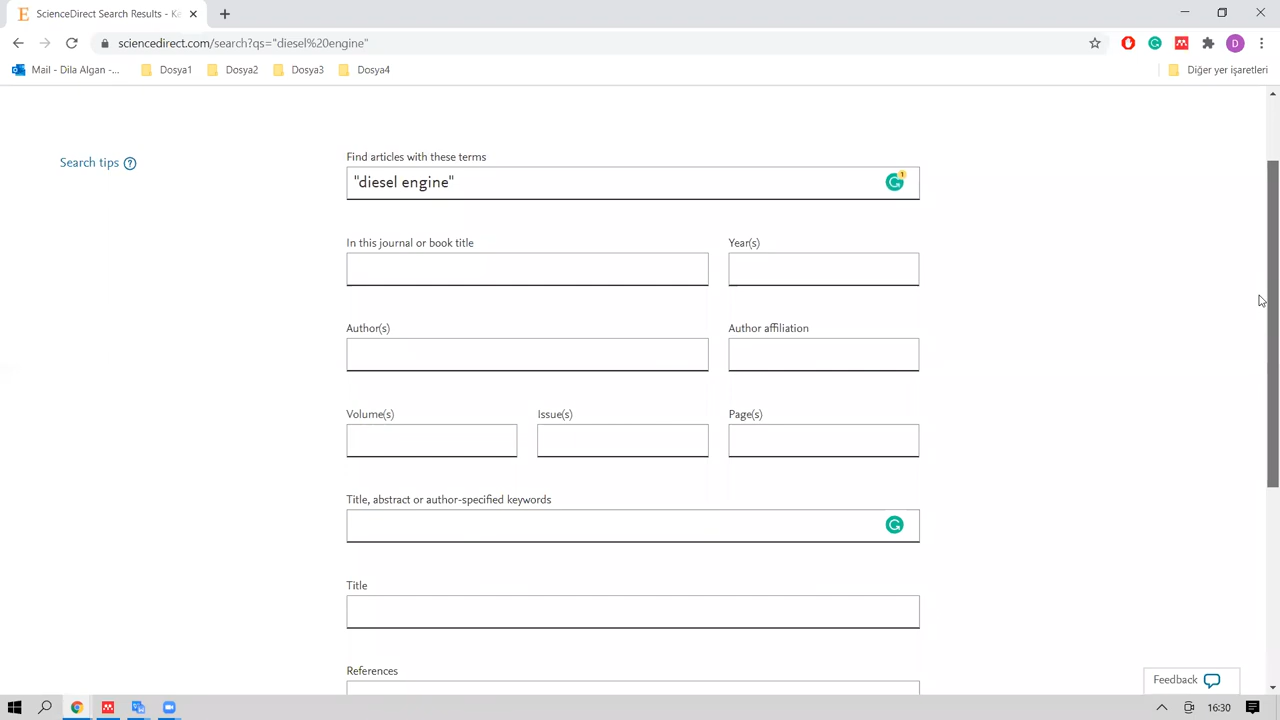 ScienceDirect Search Results - Ke
sciencedirect.com/search?qs="diesel%20engine"
D
Mail - Dila Algan -...
Dosya1
Dosya2
Dosya3
Dosya4
Diğer yer işaretleri
Search tips ?
Find articles with these terms
"diesel engine"
1
In this journal or book title
Year(s)
Author(s)
Author affiliation
Volume(s)
Issue(s)
Page(s)
Title, abstract or author-specified keywords
Title
References
Feedback
16:30